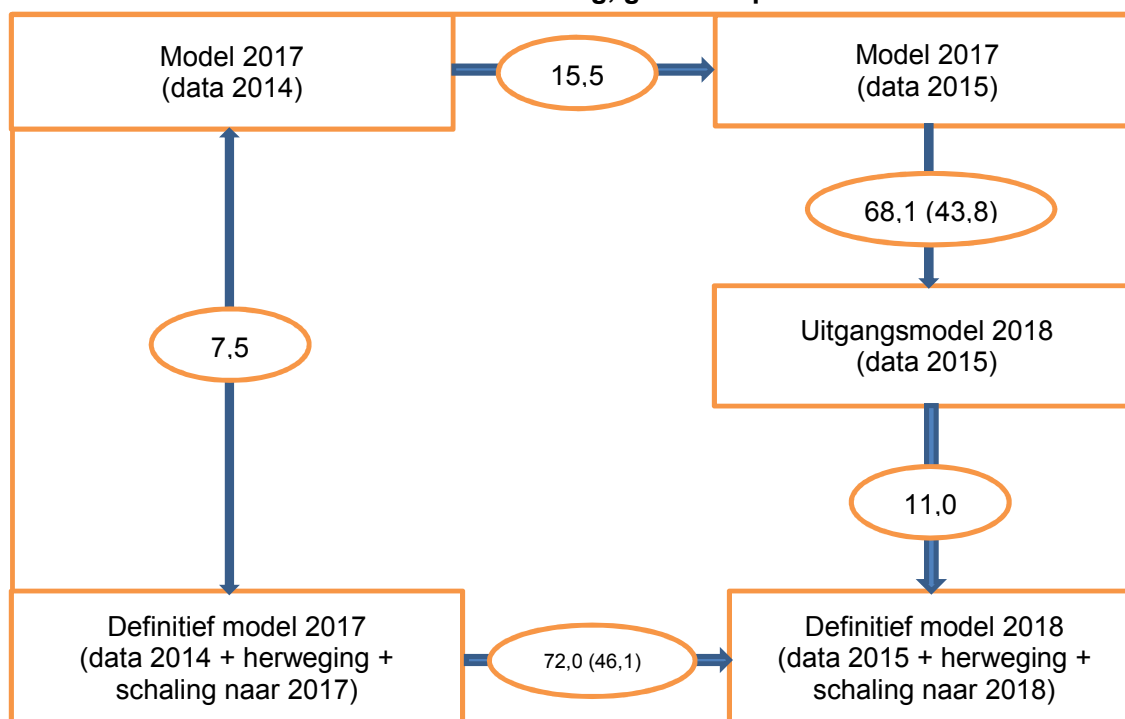 Model 2017
(data 2014)
15,5
Model 2017
(data 2015)
68,1 (43,8)
7,5
Uitgangsmodel 2018
(data 2015)
11,0
Definitief model 2017
(data 2014 + herweging +
schaling naar 2017)
72,0 (46,1)
Definitief model 2018
(data 2015 + herweging +
schaling naar 2018)